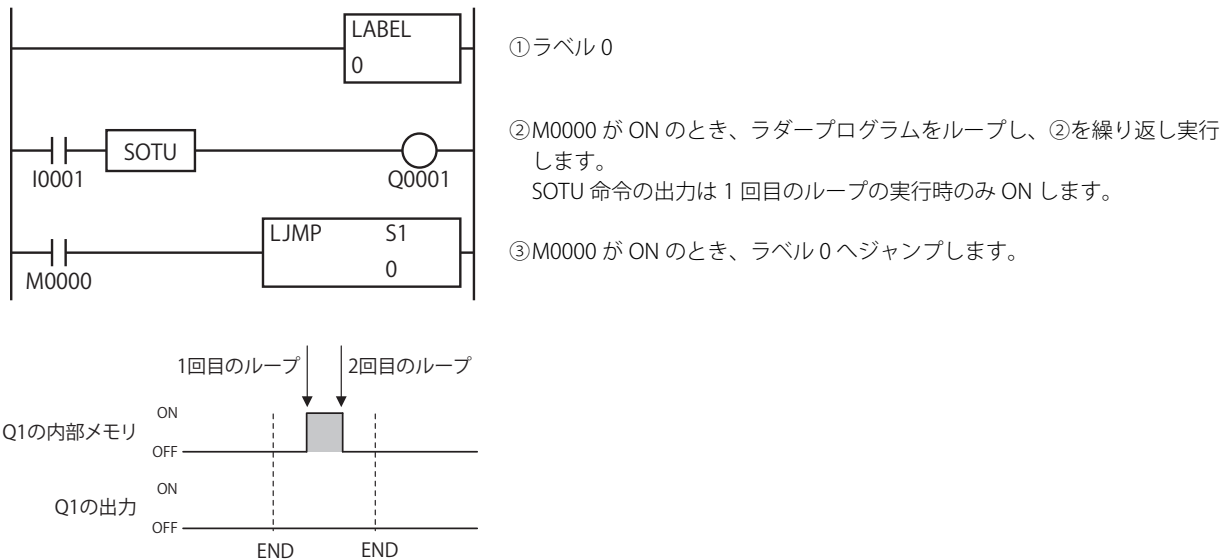 LABEL
0
①ラベル 0
I0001
SOTU
Q0001
②M0000 が ON のとき、ラダープログラムをループし、②を繰り返し実行
します。
SOTU 命令の出力は 1 回目のループの実行時のみ ON します。
M0000
LJMP S1
0
③M0000 が ON のとき、ラベル 0 へジャンプします。
1回目のループ
2回目のループ
Q1の内部メモリ
ON
OFF
Q1の出力
ON
OFF
END
END